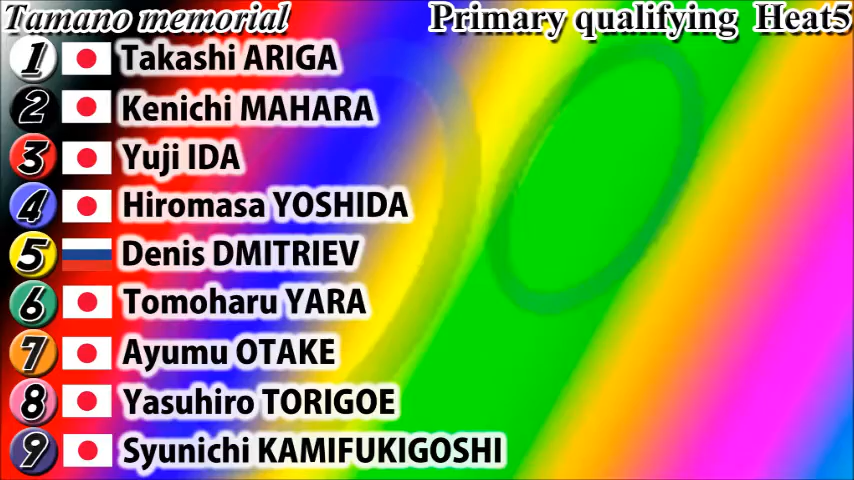 Tamano memorial Primary qualifying Heat5
1 Takashi ARIGA
2 Kenichi MAHARA
3 Yuji IDA
4 Hiromasa YOSHIDA
5 Denis DMITRIEV
6 Tomoharu YARA
7 Ayumu OTAKE
8 Yasuhiro TORIGOE
9 Syunichi KAMIFUKIGOSHI